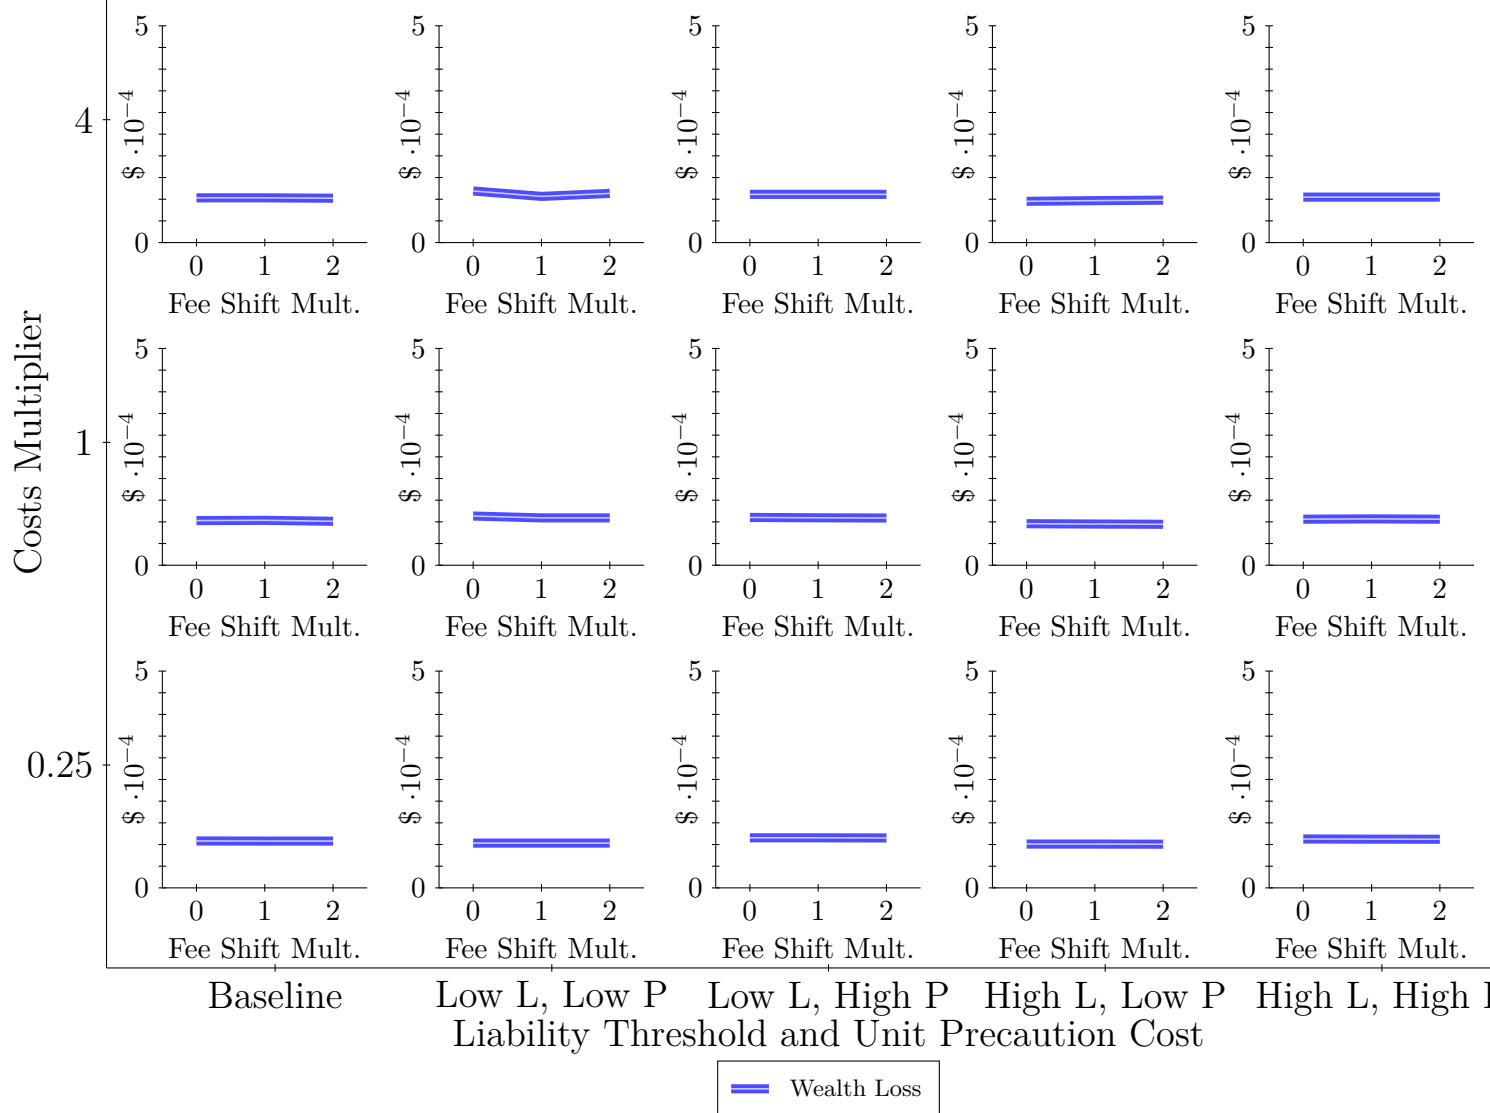 5 5 5 5 5
$ ·10−4 $ ·10−4 $ ·10−4 $ ·10−4 $ ·10−4
4
0 0 0 0 0
0 1 2 0 1 2 0 1 2 0 1 2 0 1 2
Fee Shift Mult. Fee Shift Mult. Fee Shift Mult. Fee Shift Mult. Fee Shift Mult.
Costs Multiplier
5 5 5 5 5
$ ·10−4 $ ·10−4 $ ·10−4 $ ·10−4 $ ·10−4
1
0 0 0 0 0
0 1 2 0 1 2 0 1 2 0 1 2 0 1 2
Fee Shift Mult. Fee Shift Mult. Fee Shift Mult. Fee Shift Mult. Fee Shift Mult.
5 5 5 5 5
$ ·10−4 $ ·10−4 $ ·10−4 $ ·10−4 $ ·10−4
0.25
0 0 0 0 0
0 1 2 0 1 2 0 1 2 0 1 2 0 1 2
Fee Shift Mult. Fee Shift Mult. Fee Shift Mult. Fee Shift Mult. Fee Shift Mult.
Baseline Low L, Low P Low L, High P High L, Low P High L, High
Liability Threshold and Unit Precaution Cost
Wealth Loss